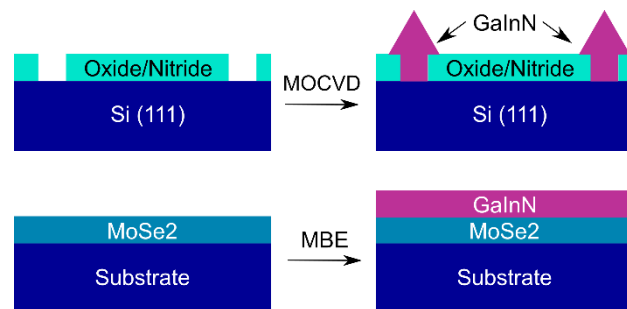 GaInN
Oxide/Nitride
MOCVD
Oxide/Nitride
Si (111)
Si (111)
GaInN
MoSe2
MBE
MoSe2
Substrate
Substrate